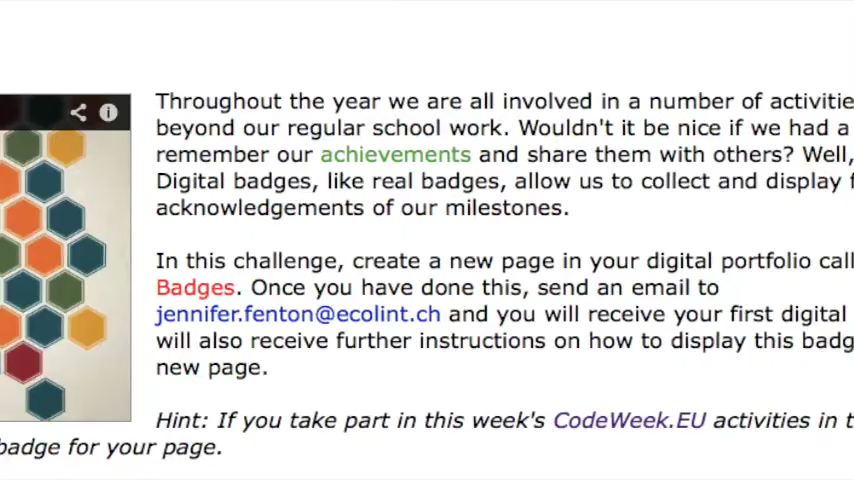 Throughout the year we are all involved in a number of activitie
beyond our regular school work. Wouldn't it be nice if we had a
remember our achievements and share them with others? Well,
Digital badges, like real badges, allow us to collect and display f
acknowledgements of our milestones.
In this challenge, create a new page in your digital portfolio call
Badges. Once you have done this, send an email to
jennifer.fenton@ecolint.ch and you will receive your first digital
will also receive further instructions on how to display this badg
new page.
Hint: If you take part in this week's CodeWeek.EU activities in t
badge for your page.